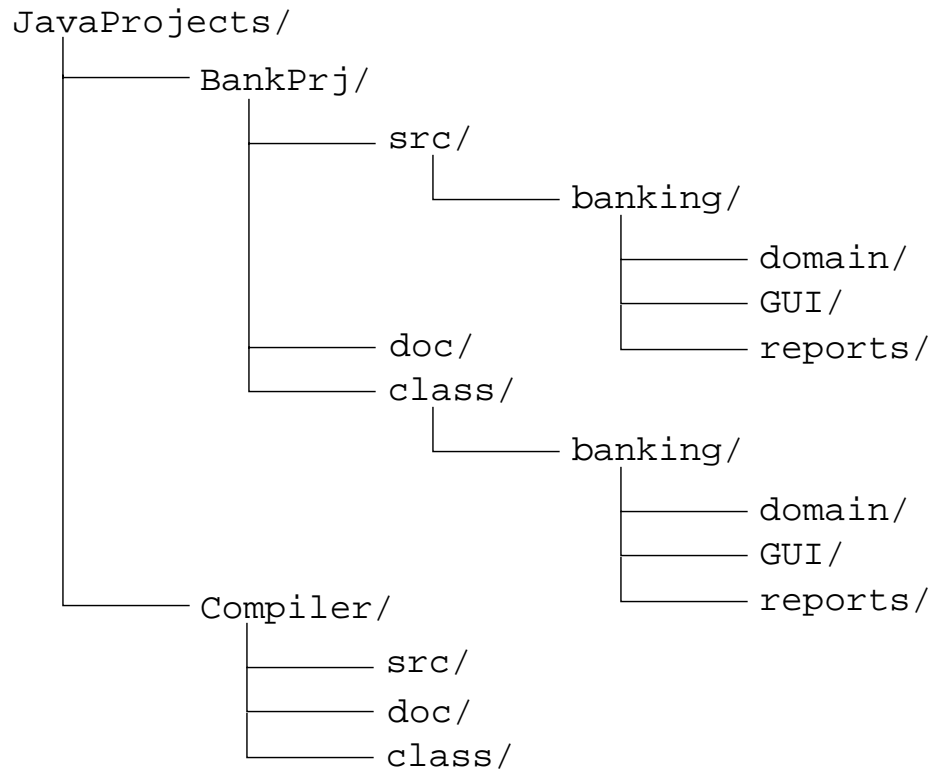 JavaProjects/
BankPrj/
src/
banking/
domain/
GUI/
reports/
doc/
class/
banking/
domain/
GUI/
reports/
Compiler/
src/
doc/
class/